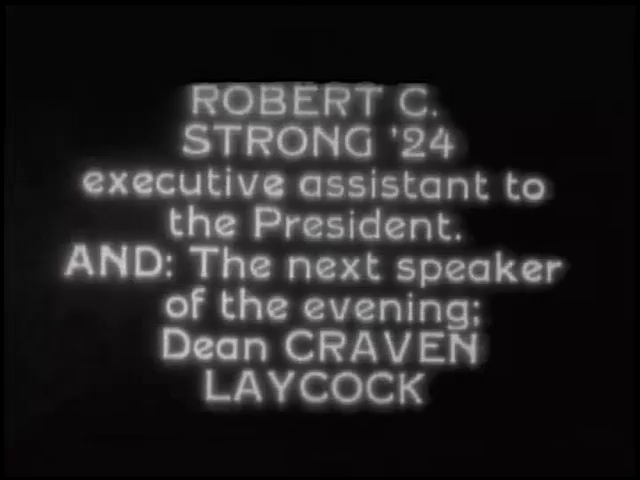 ROBERT C.
STRONG '24
executive assistant to
the President.
AND: The next speaker
of the evening;
Dean CRAVEN
LAYCOCK